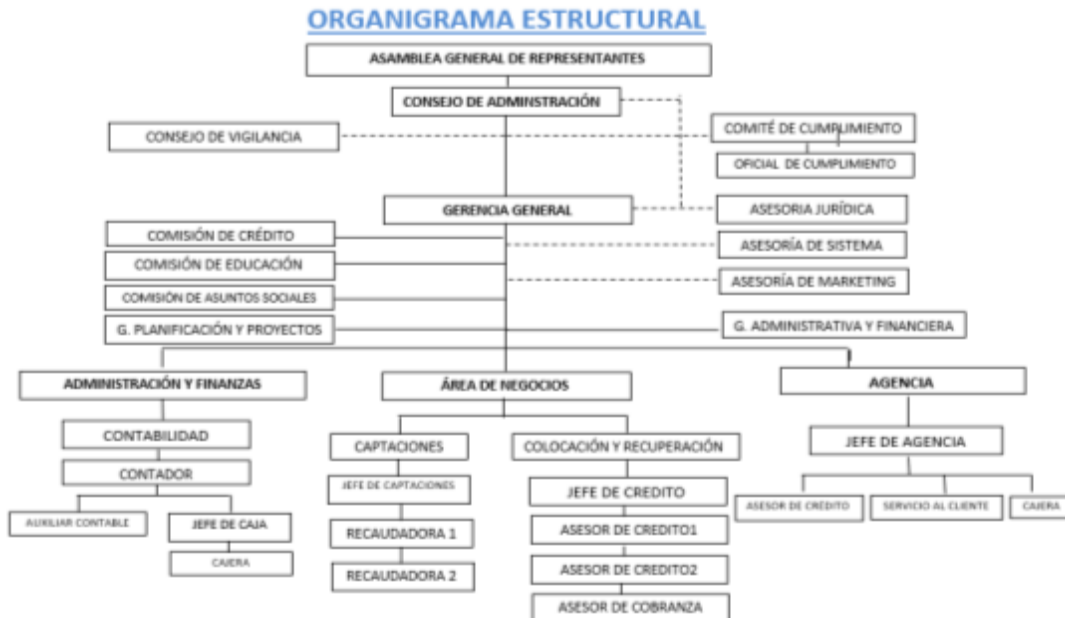 ORGANIGRAMA ESTRUCTURAL
ASAMBLEA GENERAL DE REPRESENTANTES
CONSEJO DE ADMINSTRACIÓN
CONSEJO DE VIGILANCIA
COMITÉ DE CUMPLIMIENTO
OFICIAL DE CUMPLIMIENTO
GERENCIA GENERAL
ASESORIA JURÍDICA
COMISIÓN DE CRÉDITO
ASESORÍA DE SISTEMA
COMISIÓN DE EDUCACIÓN
ASESORÍA DE MARKETING
COMISIÓN DE ASUNTOS SOCIALES
G. PLANIFICACIÓN Y PROYECTOS
G. ADMINISTRATIVA Y FINANCIERA
ADMINISTRACIÓN Y FINANZAS
ÁREA DE NEGOCIOS
AGENCIA
CONTABILIDAD
CAPTACIONES
COLOCACIÓN Y RECUPERACIÓN
JEFE DE AGENCIA
CONTADOR
JEFE DE CAPTACIONES
JEFE DE CREDITO
ASESOR DE CRÉDITO
SERVICIO AL CLIENTE
CAJERA
AUXILIAR CONTABLE
JEFE DE CAJA
RECAUDADORA 1
ASESOR DE CREDITO1
CAJERA
RECAUDADORA 2
ASESOR DE CREDITO2
ASESOR DE COBRANZA